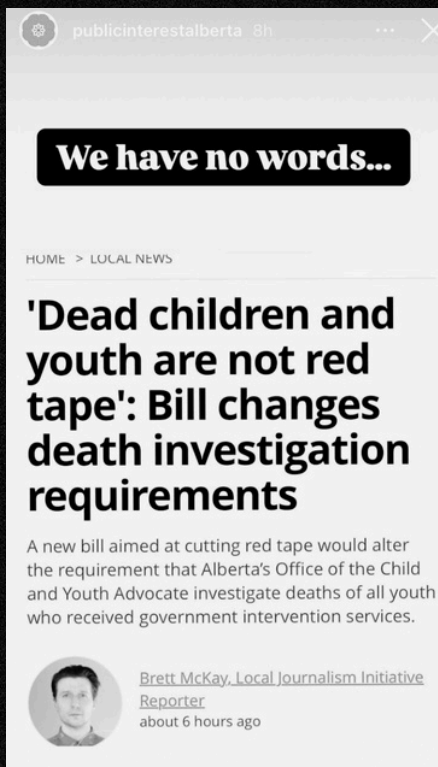 publicinterestalberta 8h
We have no words...
HOME > LOCAL NEWS
'Dead children and
youth are not red
tape': Bill changes
death investigation
requirements
A new bill aimed at cutting red tape would alter
the requirement that Alberta's Office of the Child
and Youth Advocate investigate deaths of all youth
who received government intervention services.
Brett McKay, Local Journalism Initiative
Reporter
about 6 hours ago